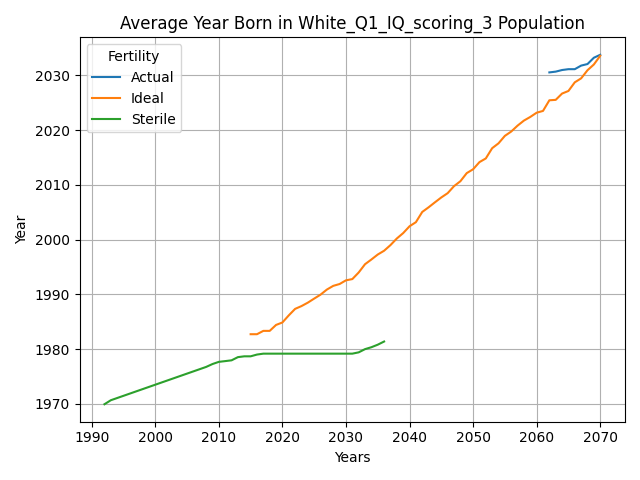 Average Year Born in White_Q1_IQ_scoring_3 Population
Fertility
Actual
Ideal
Sterile
Year
2030
2020
2010
2000
1990
1980
1970
1990 2000 2010 2020 2030 2040 2050 2060 2070
Years